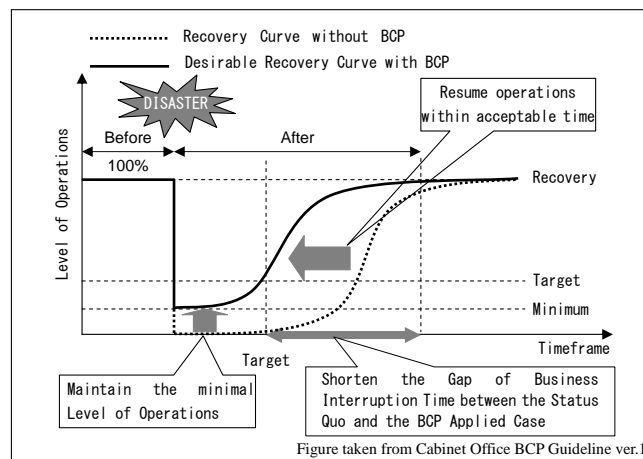 Recovery Curve without BCP
Desirable Recovery Curve with BCP
DISASTER
Resume operations
within acceptable time
Before
After
100%
Level of Operations
Recovery
Target
Minimum
Timeframe
Target
Maintain the minimal
Level of Operations
Shorten the Gap of Business
Interruption Time between the Status
Quo and the BCP Applied Case
Figure taken from Cabinet Office BCP Guideline ver.1